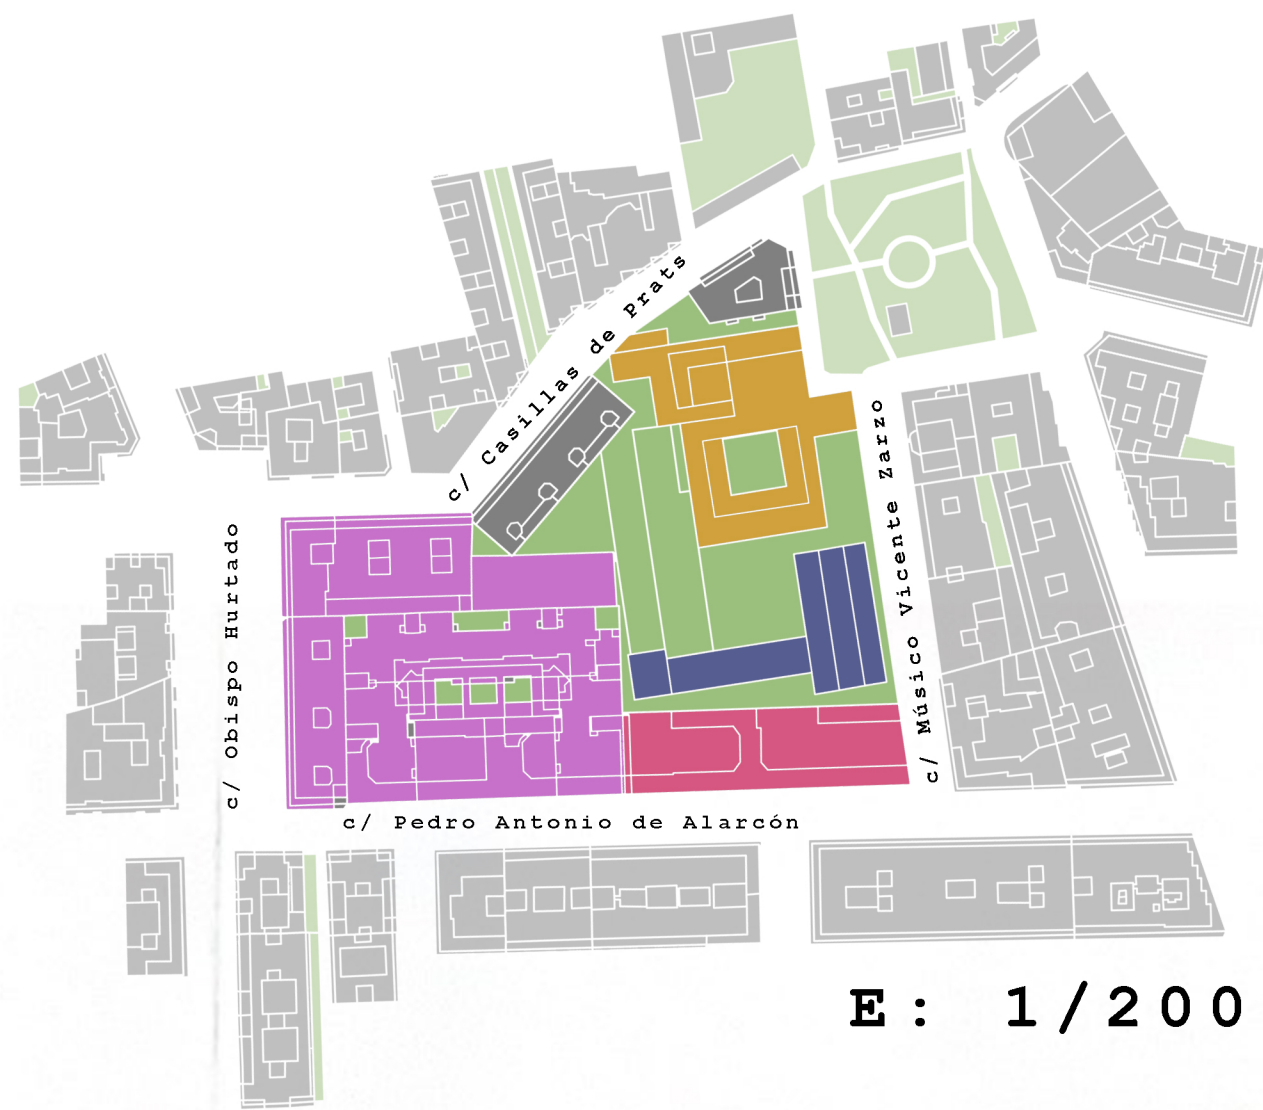 c/ Casillas de Prats
c/ Obispo Hurtado
c/ Músico Vicente Zarzo
c/ Pedro Antonio de Alarcón
E: 1/200